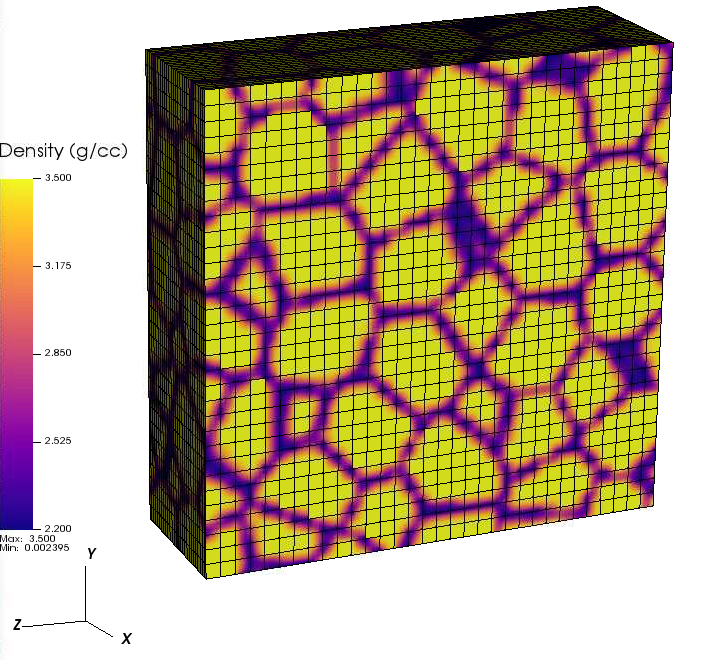 Density (g/cc)
3.500
3.175
2.850
2.525
2.200
Max: 3.500
Min: 0.002395
Y
Z
X